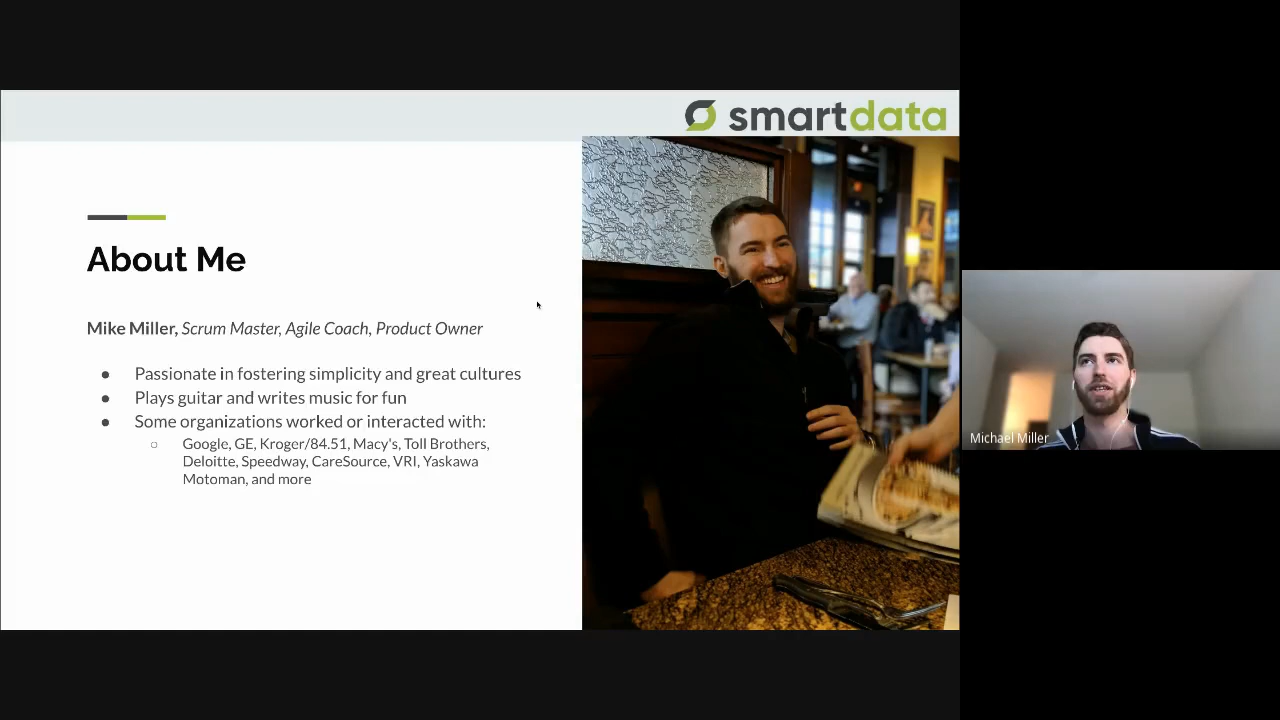 smartdata
About Me
Mike Miller, Scrum Master, Agile Coach, Product Owner
● Passionate in fostering simplicity and great cultures
● Plays guitar and writes music for fun
● Some organizations worked or interacted with:
○ Google, GE, Kroger/84.51, Macy's, Toll Brothers,
Deloitte, Speedway, CareSource, VRI, Yaskawa
Motoman, and more
Michael Miller